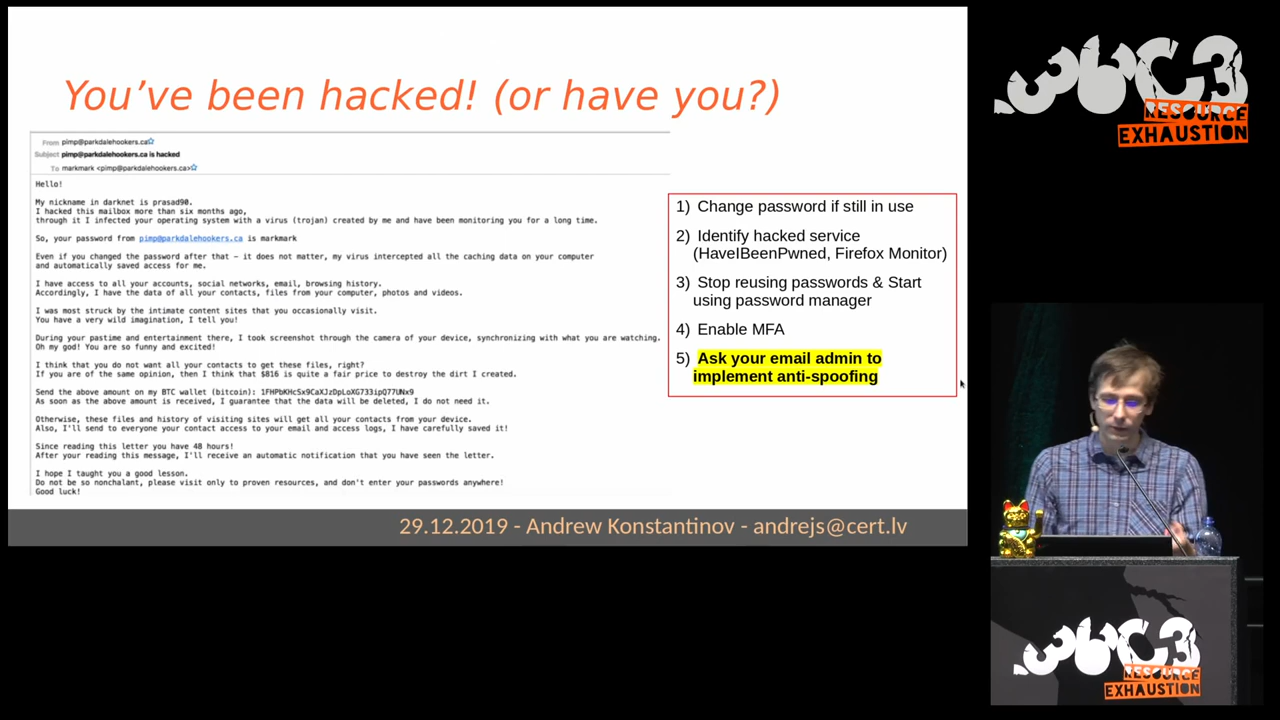 You've been hacked! (or have you?)
From pimp@parkdalehookers.ca
Subject pimp@parkdalehookers.ca is hacked
To markmark <pimp@parkdalehookers.ca>
Hello!
My nickname in darknet is prasad90.
I hacked this mailbox more than six months ago,
through it I infected your operating system with a virus (trojan) created by me and have been monitoring you for a long time.
So, your password from pimp@parkdalehookers.ca is markmark
Even if you changed the password after that - it does not matter, my virus intercepted all the caching data on your computer
and automatically saved access for me.
I have access to all your accounts, social networks, email, browsing history.
Accordingly, I have the data of all your contacts, files from your computer, photos and videos.
I was most struck by the intimate content sites that you occasionally visit.
You have a very wild imagination, I tell you!
During your pastime and entertainment there, I took screenshot through the camera of your device, synchronizing with what you are watching.
Oh my god! You are so funny and excited!
I think that you do not want all your contacts to get these files, right?
If you are of the same opinion, then I think that $816 is quite a fair price to destroy the dirt I created.
Send the above amount on my BTC wallet (bitcoin): 1FHPbKHcSx9CaXJzDpLoXG733ipQ77UNx9
As soon as the above amount is received, I guarantee that the data will be deleted, I do not need it.
Otherwise, these files and history of visiting sites will get all your contacts from your device.
Also, I'll send to everyone your contact access to your email and access logs, I have carefully saved it!
Since reading this letter you have 48 hours!
After your reading this message, I'll receive an automatic notification that you have seen the letter.
I hope I taught you a good lesson.
Do not be so nonchalant, please visit only to proven resources, and don't enter your passwords anywhere!
Good luck!
1) Change password if still in use
2) Identify hacked service
(HaveIBeenPwned, Firefox Monitor)
3) Stop reusing passwords & Start
using password manager
4) Enable MFA
5) Ask your email admin to
implement anti-spoofing
29.12.2019 - Andrew Konstantinov - andrejs@cert.lv
36C3
RESOURCE
EXHAUSTION
36C3
RESOURCE
EXHAUSTION